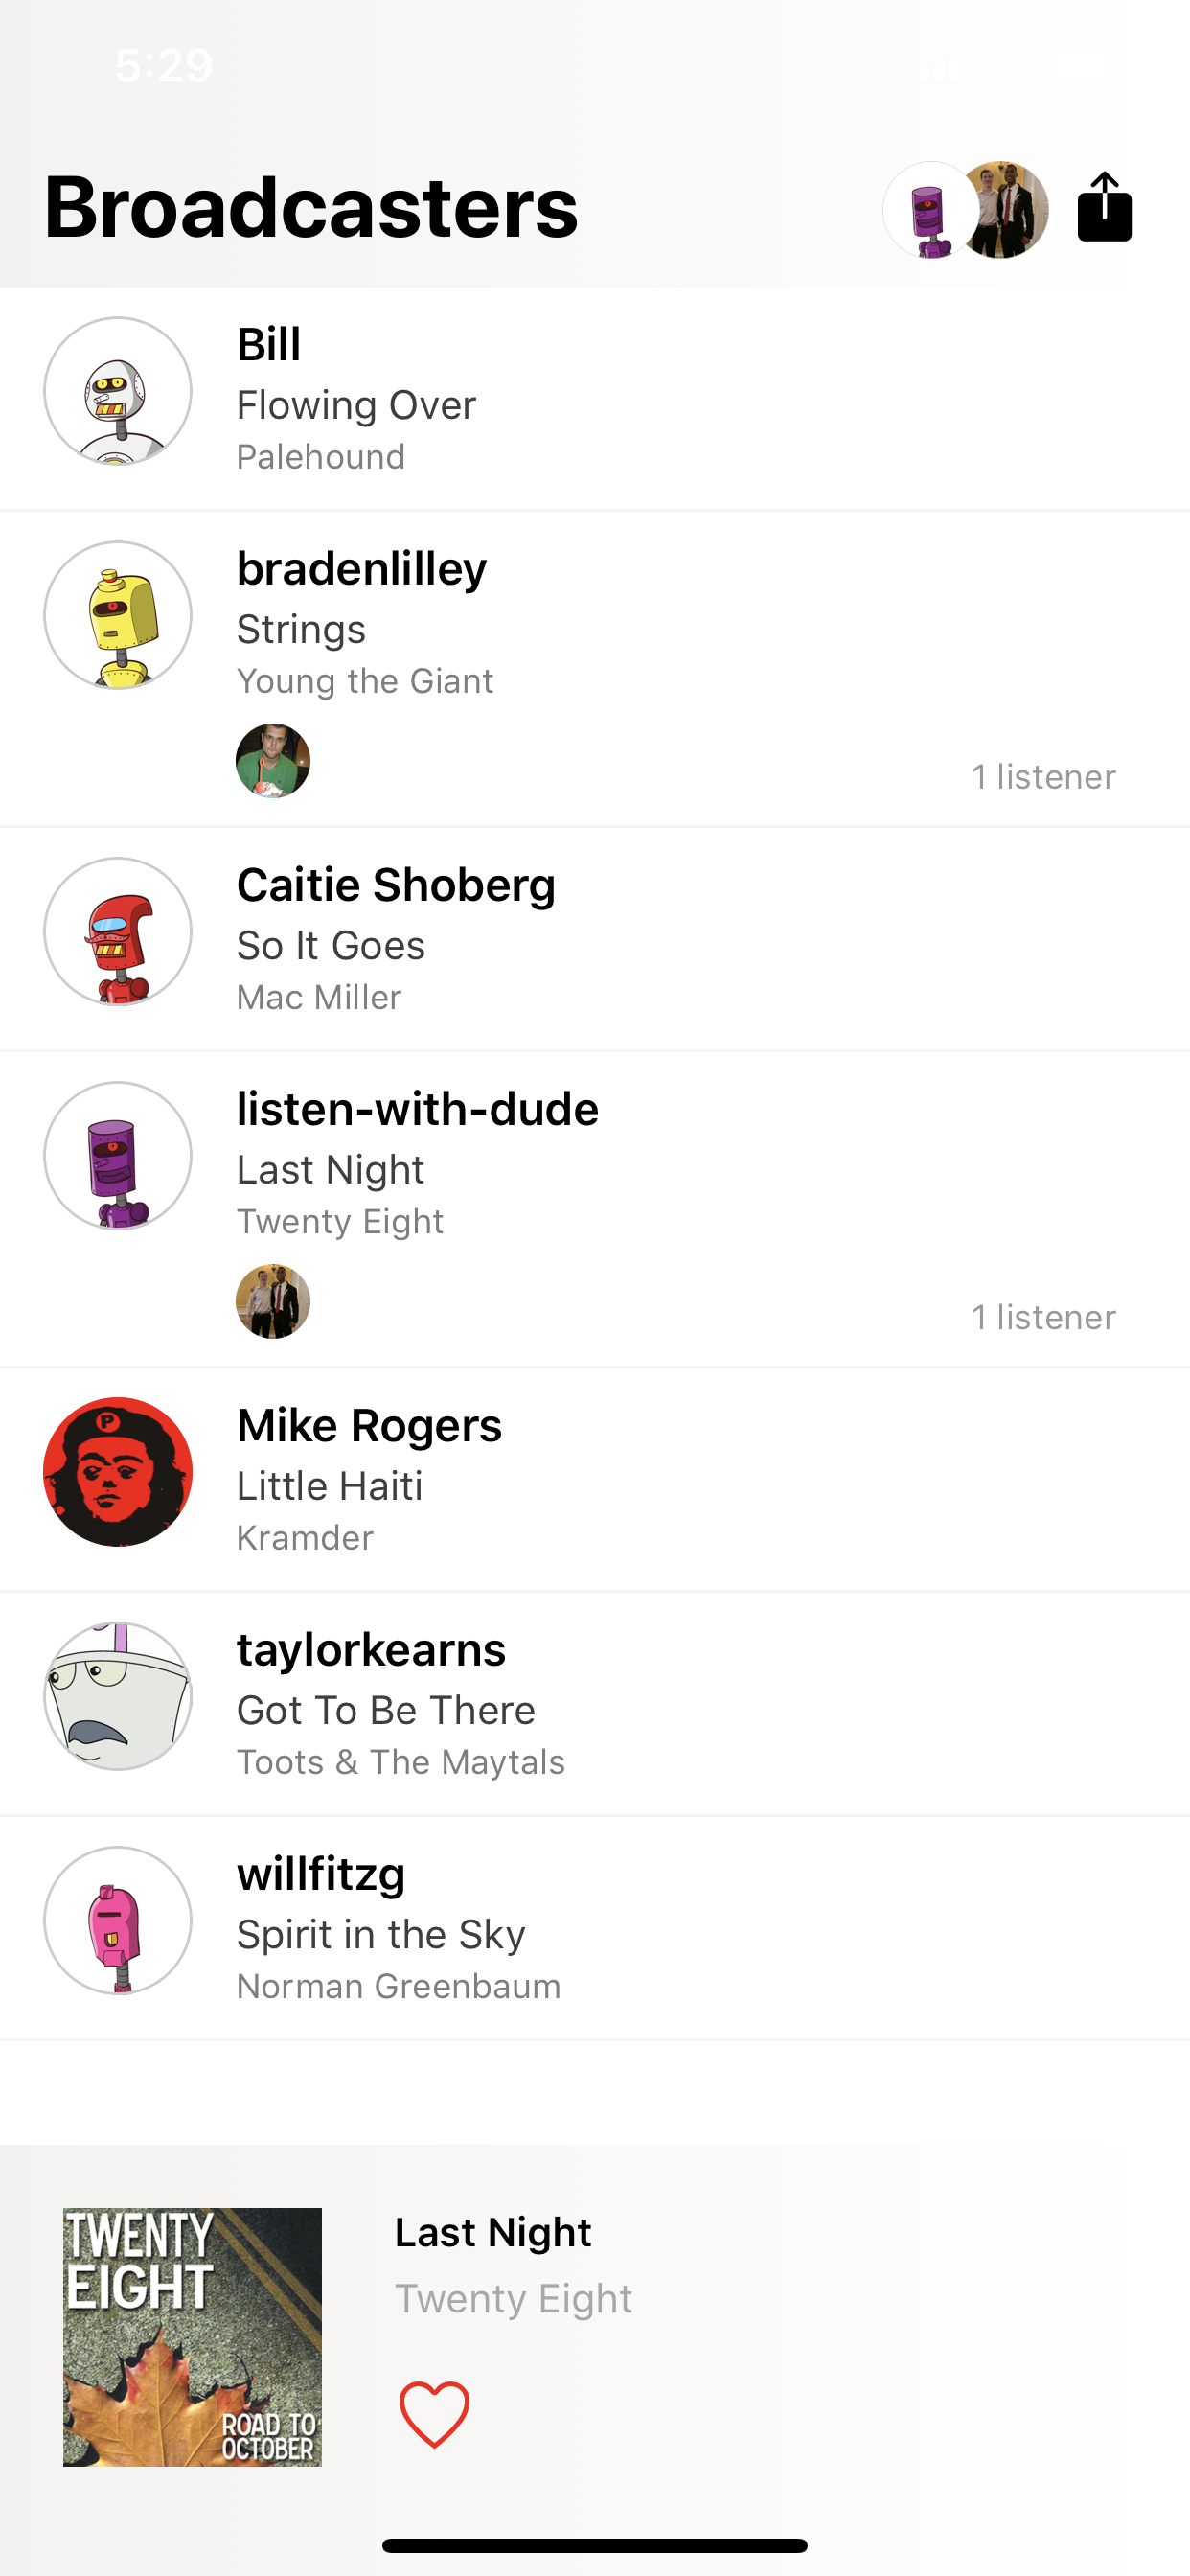 5:29
Broadcasters
Bill
Flowing Over
Palehound
bradenlilley
Strings
Young the Giant
1 listener
Caitie Shoberg
So It Goes
Mac Miller
listen-with-dude
Last Night
Twenty Eight
1 listener
P
Mike Rogers
Little Haiti
Kramder
taylorkearns
Got To Be There
Toots & The Maytals
willfitzg
Spirit in the Sky
Norman Greenbaum
TWENTY
EIGHT
ROAD TO
OCTOBER
Last Night
Twenty Eight